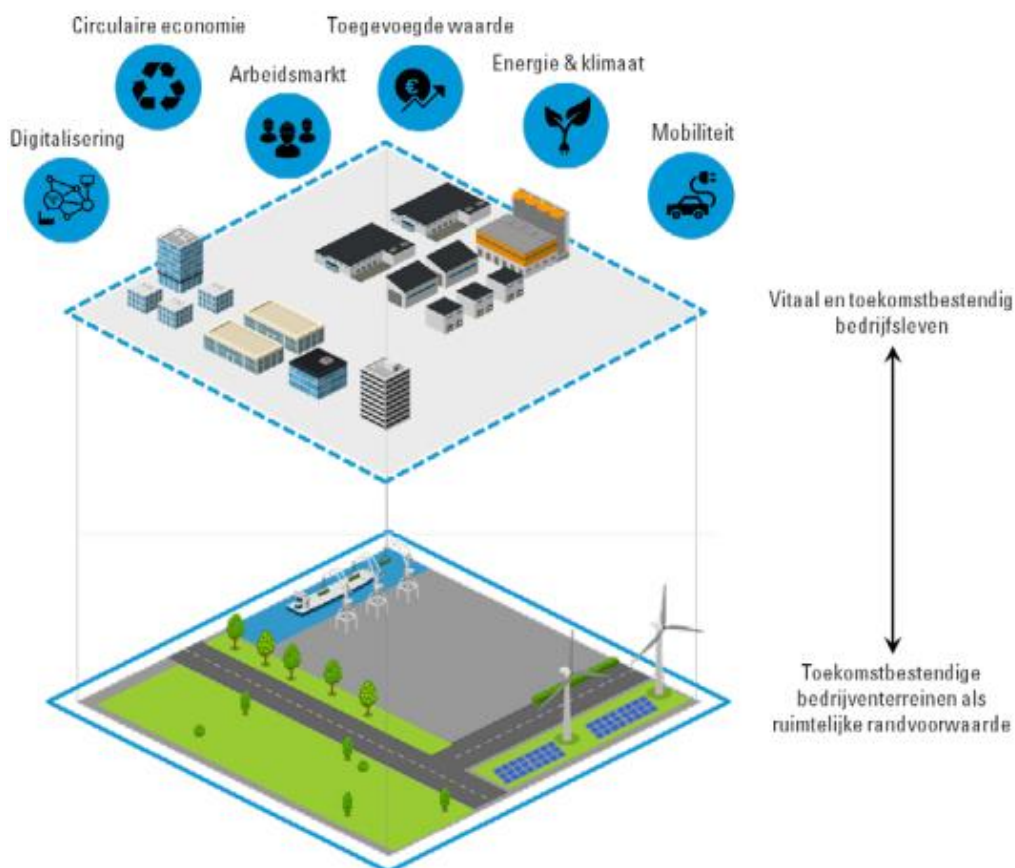 Circulaire economie
Toegevoegde waarde
Arbeidsmarkt
Energie & klimaat
Digitalisering
Mobiliteit
Vitaal en toekomstbestendig
bedrijfsleven
Toekomstbestendige
bedrijventerreinen als
ruimtelijke randvoorwaarde